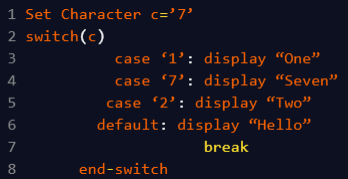 1 Set Character c=’7’
2 switch(c)
3 case ‘1’: display “One”
4 case ‘7’: display “Seven”
5 case ‘2’: display “Two”
6 default: display “Hello”
7 break
8 end-switch